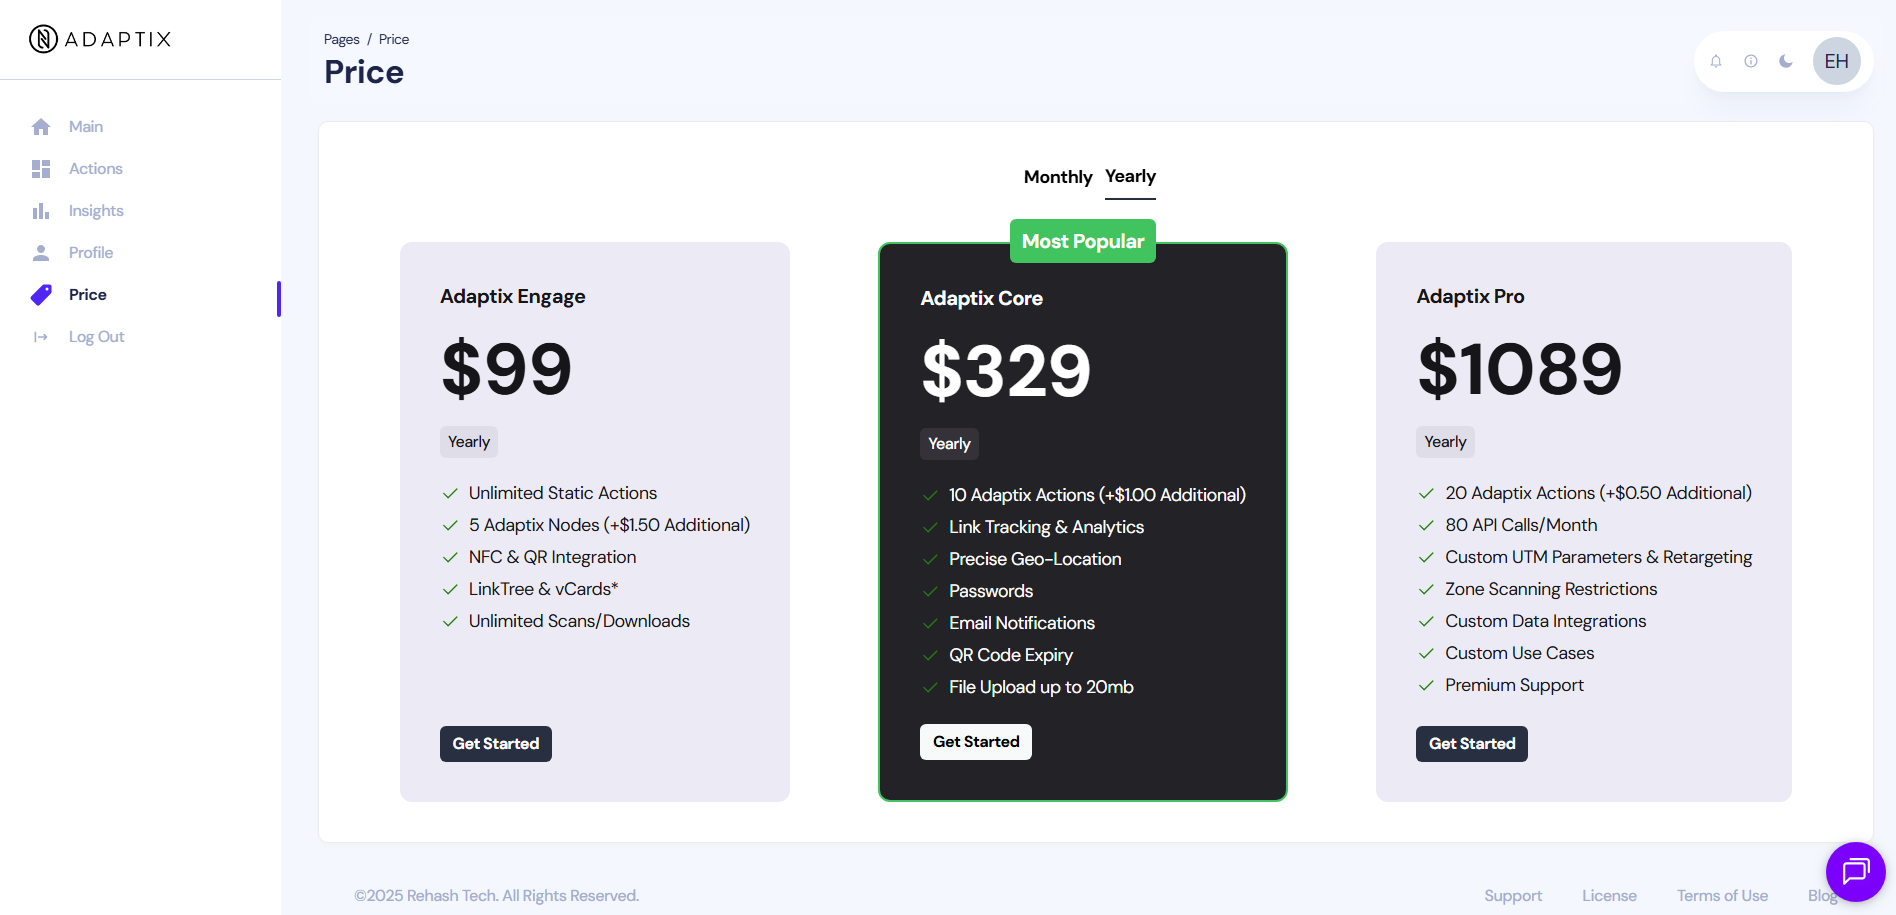 ADAPTIX
Main
Actions
Insights
Profile
Price
Log Out
Pages / Price
Price
EH
Monthly Yearly
Adaptix Engage
$99
Yearly
Unlimited Static Actions
5 Adaptix Nodes (+$1.50 Additional)
NFC & QR Integration
LinkTree & vCards*
Unlimited Scans/Downloads
Get Started
Most Popular
Adaptix Core
$329
Yearly
10 Adaptix Actions (+$1.00 Additional)
Link Tracking & Analytics
Precise Geo-Location
Passwords
Email Notifications
QR Code Expiry
File Upload up to 20mb
Get Started
Adaptix Pro
$1089
Yearly
20 Adaptix Actions (+$0.50 Additional)
80 API Calls/Month
Custom UTM Parameters & Retargeting
Zone Scanning Restrictions
Custom Data Integrations
Custom Use Cases
Premium Support
Get Started
©2025 Rehash Tech. All Rights Reserved.
Support License Terms of Use Blog